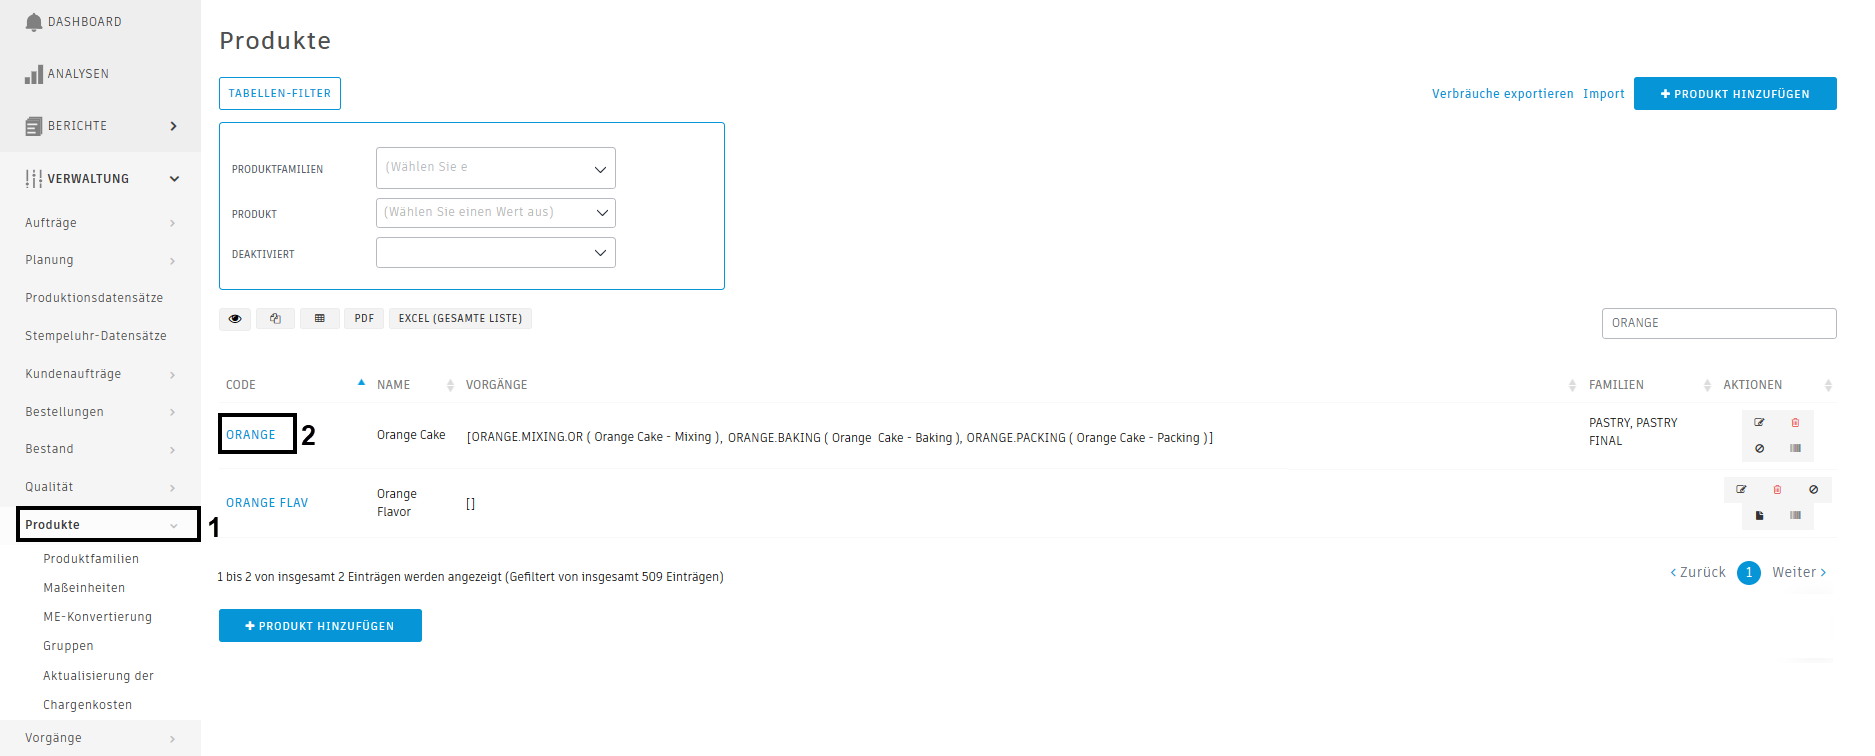 DASHBOARD
ANALYSEN
BERICHTE
VERWALTUNG
Aufträge
Planung
Produktionsdatensätze
Stempeluhr-Datensätze
Kundenaufträge
Bestellungen
Bestand
Qualität
Produkte
1
Produktfamilien
Maßeinheiten
ME-Konvertierung
Gruppen
Aktualisierung der
Chargenkosten
Vorgänge
Produkte
TABELLEN-FILTER
Verbräuche exportieren Import PRODUKT HINZUFÜGEN
PRODUKTFAMILIEN (Wählen Sie e
PRODUKT (Wählen Sie einen Wert aus)
DEAKTIVIERT
PDF EXCEL (GESAMTE LISTE)
ORANGE
CODE NAME VORGÄNGE FAMILIEN AKTIONEN
ORANGE 2 Orange Cake [ORANGE.MIXING.OR ( Orange Cake - Mixing ), ORANGE.BAKING ( Orange Cake - Baking ), ORANGE.PACKING ( Orange Cake - Packing )] PASTRY, PASTRY
FINAL
ORANGE FLAV Orange
Flavor []
1 bis 2 von insgesamt 2 Einträgen werden angezeigt (Gefiltert von insgesamt 509 Einträgen)
Zurück 1 Weiter
PRODUKT HINZUFÜGEN